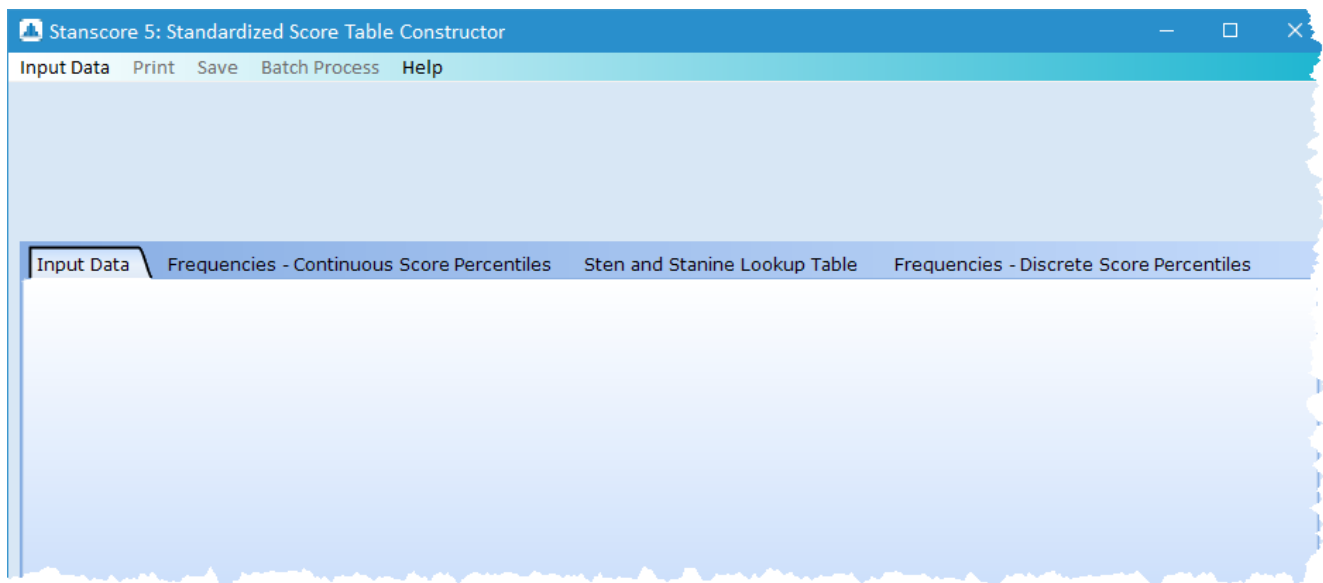 Stanscore 5: Standardized Score Table Constructor
Input Data Print Save Batch Process Help
Input Data Frequencies - Continuous Score Percentiles Sten and Stanine Lookup Table Frequencies - Discrete Score Percentiles